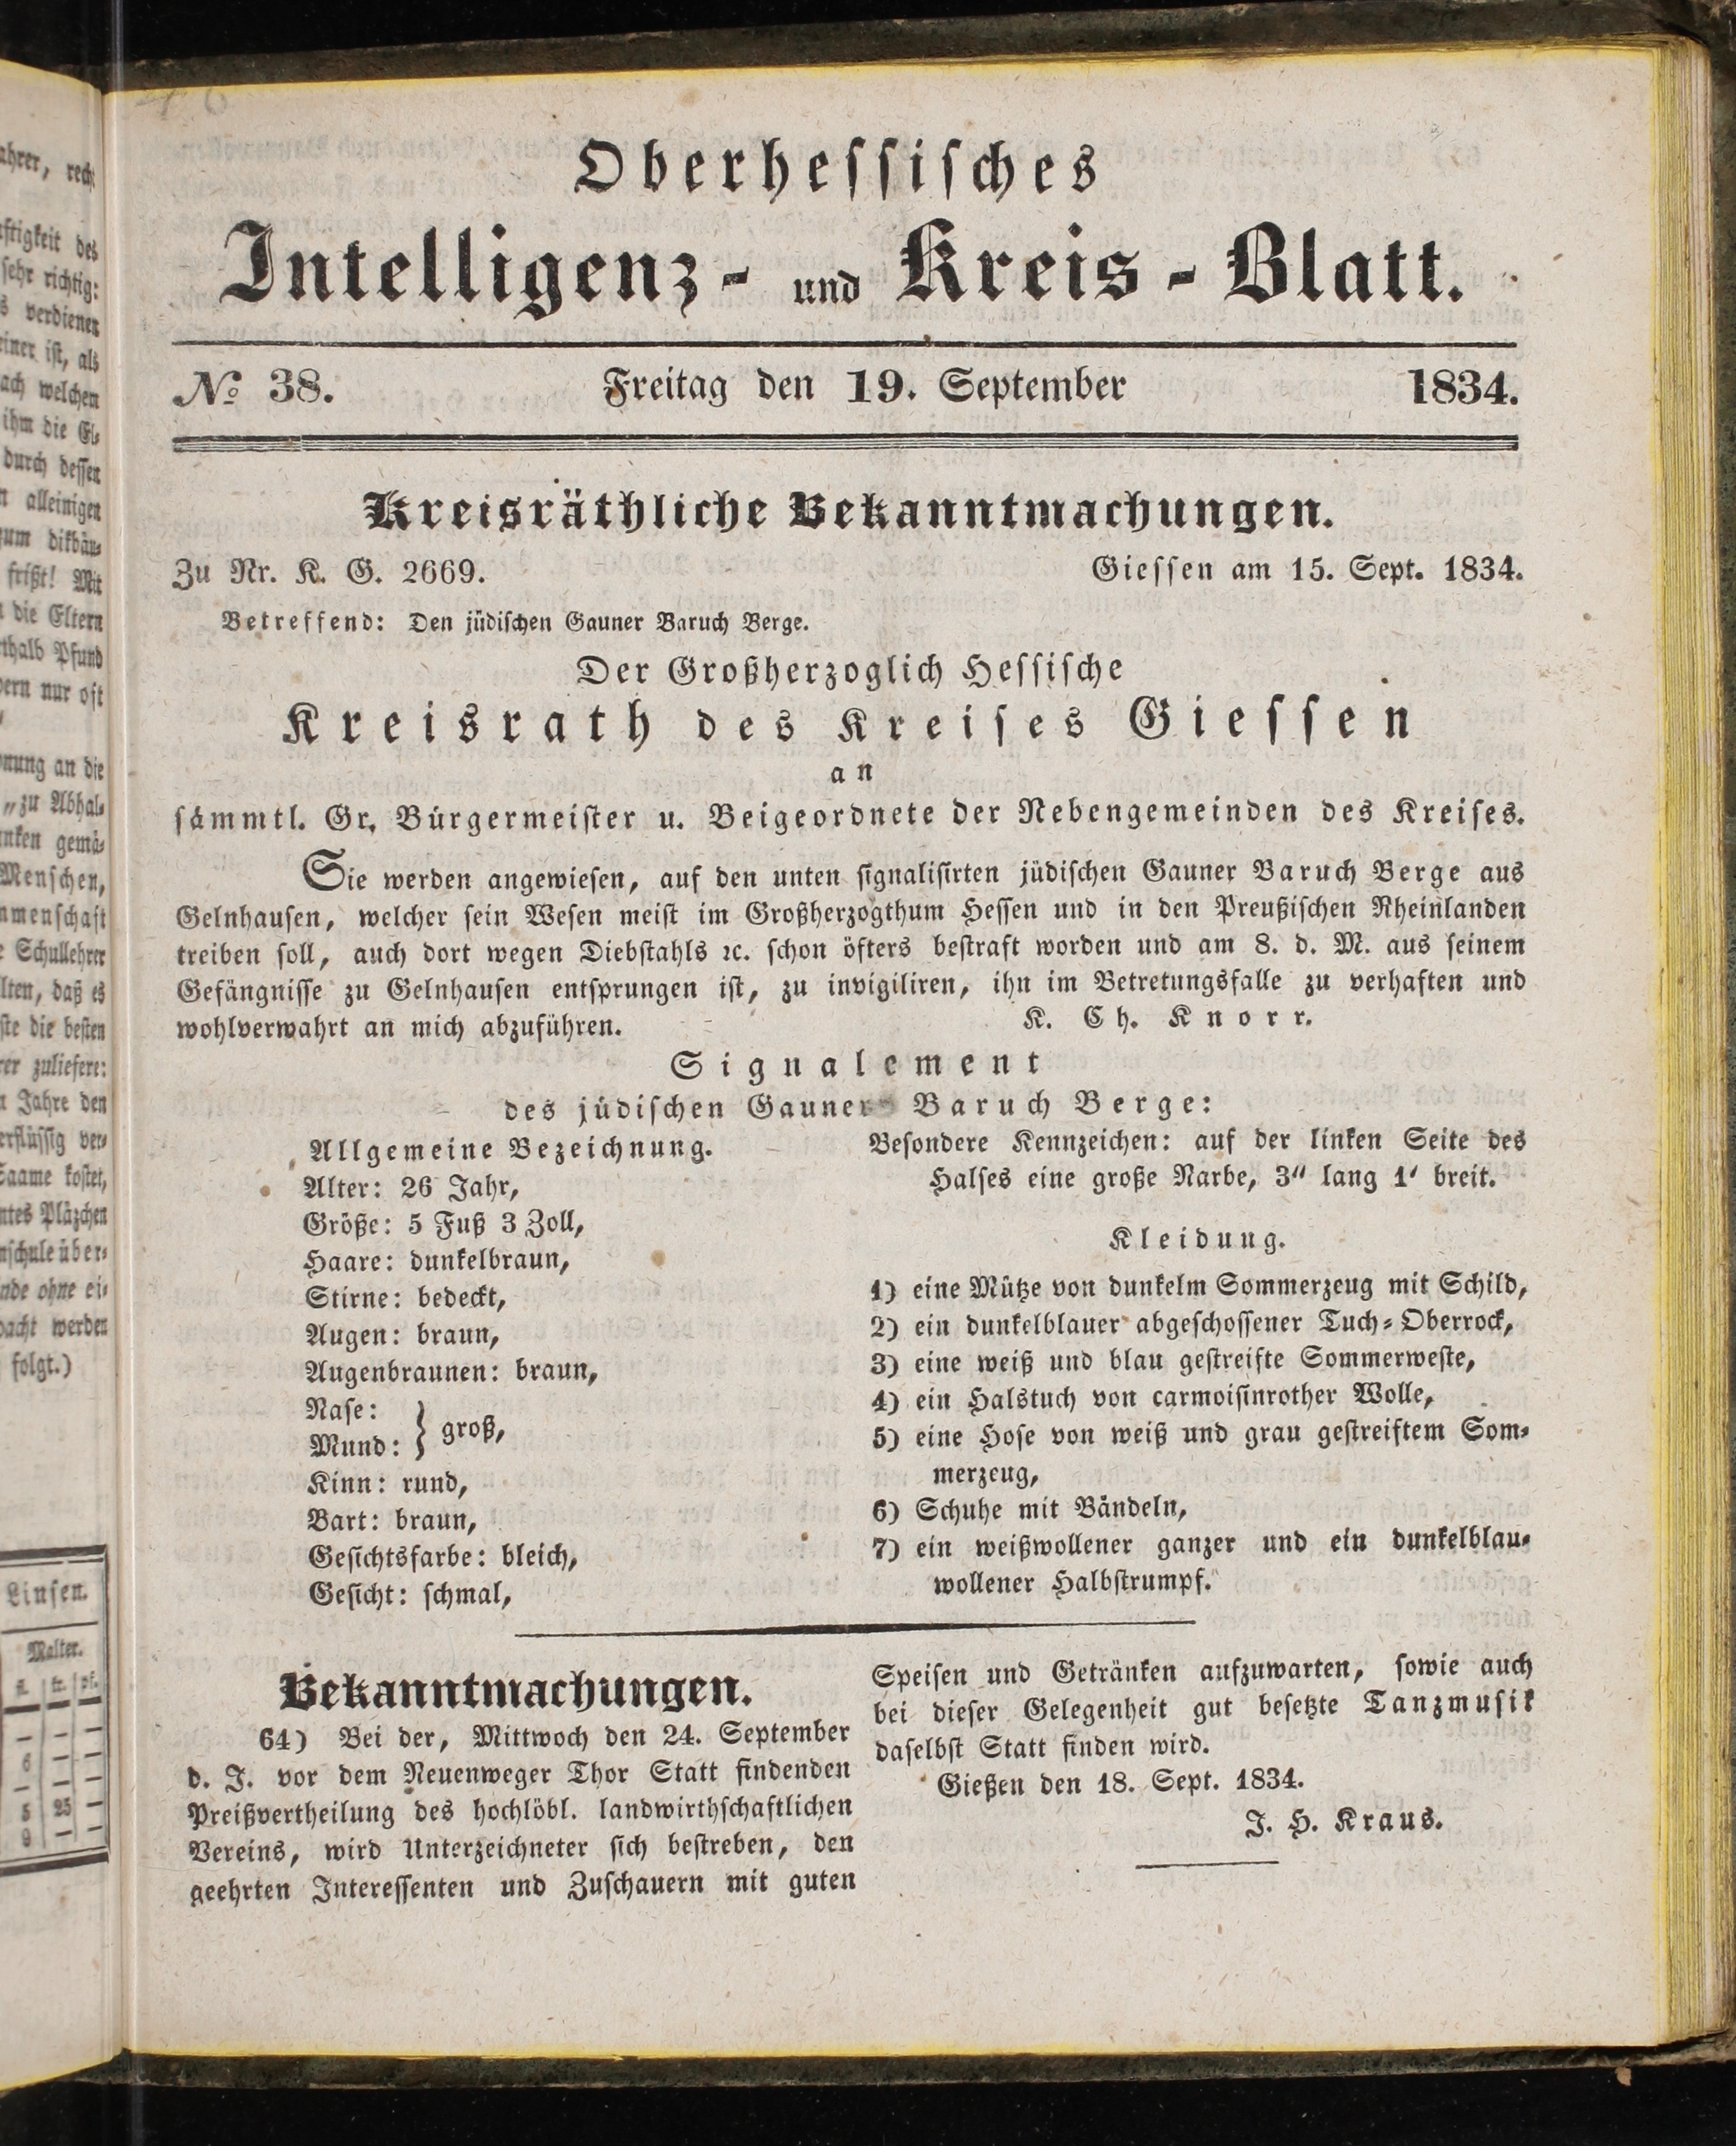 Oberhessisches
Intelligenz- und Kreis-Blatt.
No. 38. Freitag den 19. September 1834.
Kreisräthliche Bekanntmachungen.
Zu Nr. K. G. 2669. Giessen am 15. Sept. 1834.
Betreffend: Den jüdischen Gauner Baruch Berge.
Der Großherzoglich Hessische
Kreisrath des Kreises Giessen
an
sämmtl. Gr. Bürgermeister u. Beigeordnete der Nebengemeinden des Kreises.
Sie werden angewiesen, auf den unten signalisirten jüdischen Gauner Baruch Berge aus
Gelnhausen, welcher sein Wesen meist im Großherzogthum Hessen und in den Preußischen Rheinlanden
treiben soll, auch dort wegen Diebstahls ꝛc. schon öfters bestraft worden und am 8. d. M. aus seinem
Gefängnisse zu Gelnhausen entsprungen ist, zu invigiliren, ihn im Betretungsfalle zu verhaften und
wohlverwahrt an mich abzuführen. K. Ch. Knorr.
Signalement
des jüdischen Gauner Baruch Berge:
Allgemeine Bezeichnung.
Alter: 26 Jahr,
Größe: 5 Fuß 3 Zoll,
Haare: dunkelbraun,
Stirne: bedeckt,
Augen: braun,
Augenbraunen: braun,
Nase:
Mund: } groß,
Kinn: rund,
Bart: braun,
Gesichtsfarbe: bleich,
Gesicht: schmal,
Besondere Kennzeichen: auf der linken Seite des
Halses eine große Narbe, 3" lang 1' breit.
Kleidung.
1) eine Mütze von dunkelm Sommerzeug mit Schild,
2) ein dunkelblauer abgeschossener Tuch-Oberrock,
3) eine weiß und blau gestreifte Sommerweste,
4) ein Halstuch von carmoisinrother Wolle,
5) eine Hose von weiß und grau gestreiftem Som-
merzeug,
6) Schuhe mit Bändeln,
7) ein weißwollener ganzer und ein dunkelblau-
wollener Halbstrumpf.
Bekanntmachungen.
64) Bei der, Mittwoch den 24. September
d. J. vor dem Neuenweger Thor Statt findenden
Preißvertheilung des hochlöbl. landwirthschaftlichen
Vereins, wird Unterzeichneter sich bestreben, den
geehrten Interessenten und Zuschauern mit guten
Speisen und Getränken aufzuwarten, sowie auch
bei dieser Gelegenheit gut besetzte Tanzmusik
daselbst Statt finden wird.
Gießen den 18. Sept. 1834.
J. H. Kraus.